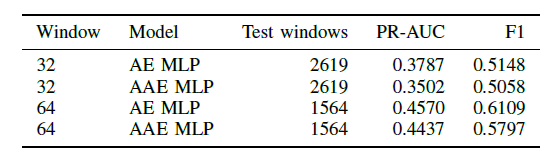 Window Model Test windows PR-AUC F1
32 AE MLP 2619 0.3787 0.5148
32 AAE MLP 2619 0.3502 0.5058
64 AE MLP 1564 0.4570 0.6109
64 AAE MLP 1564 0.4437 0.5797